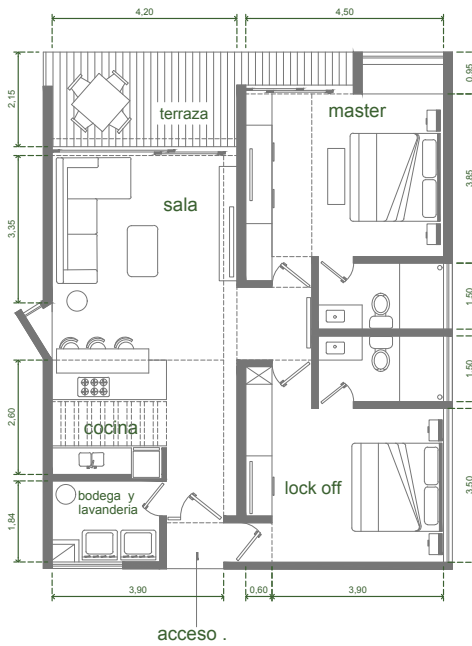 4,20
4,50
2,15
0,95
terraza
master
3,85
sala
3,35
1,50
1,50
2,60
cocina
3,50
lock off
bodega y
lavanderia
1,84
3,90
0,60
3,90
acceso .